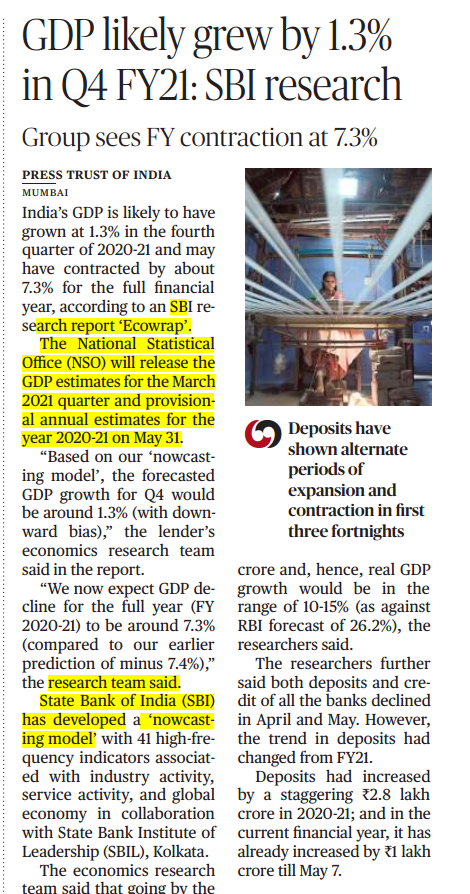 GDP likely grew by 1.3%
in Q4 FY21: SBI research
Group sees FY contraction at 7.3%
PRESS TRUST OF INDIA
MUMBAI
India’s GDP is likely to have
grown at 1.3% in the fourth
quarter of 2020-21 and may
have contracted by about
7.3% for the full financial
year, according to an SBI re-
search report ‘Ecowrap’.
The National Statistical
Office (NSO) will release the
GDP estimates for the March
2021 quarter and provision-
al annual estimates for the
year 2020-21 on May 31.
“Based on our ‘nowcast-
ing model’, the forecasted
GDP growth for Q4 would
be around 1.3% (with down-
ward bias),” the lender’s
economics research team
said in the report.
“We now expect GDP de-
cline for the full year (FY
2020-21) to be around 7.3%
(compared to our earlier
prediction of minus 7.4%),”
the research team said.
State Bank of India (SBI)
has developed a ‘nowcast-
ing model’ with 41 high-fre-
quency indicators associat-
ed with industry activity,
service activity, and global
economy in collaboration
with State Bank Institute of
Leadership (SBIL), Kolkata.
The economics research
team said that going by the
Deposits have
shown alternate
periods of
expansion and
contraction in first
three fortnights
crore and, hence, real GDP
growth would be in the
range of 10-15% (as against
RBI forecast of 26.2%), the
researchers said.
The researchers further
said both deposits and cre-
dit of all the banks declined
in April and May. However,
the trend in deposits had
changed from FY21.
Deposits had increased
by a staggering ₹2.8 lakh
crore in 2020-21; and in the
current financial year, it has
already increased by ₹1 lakh
crore till May 7.